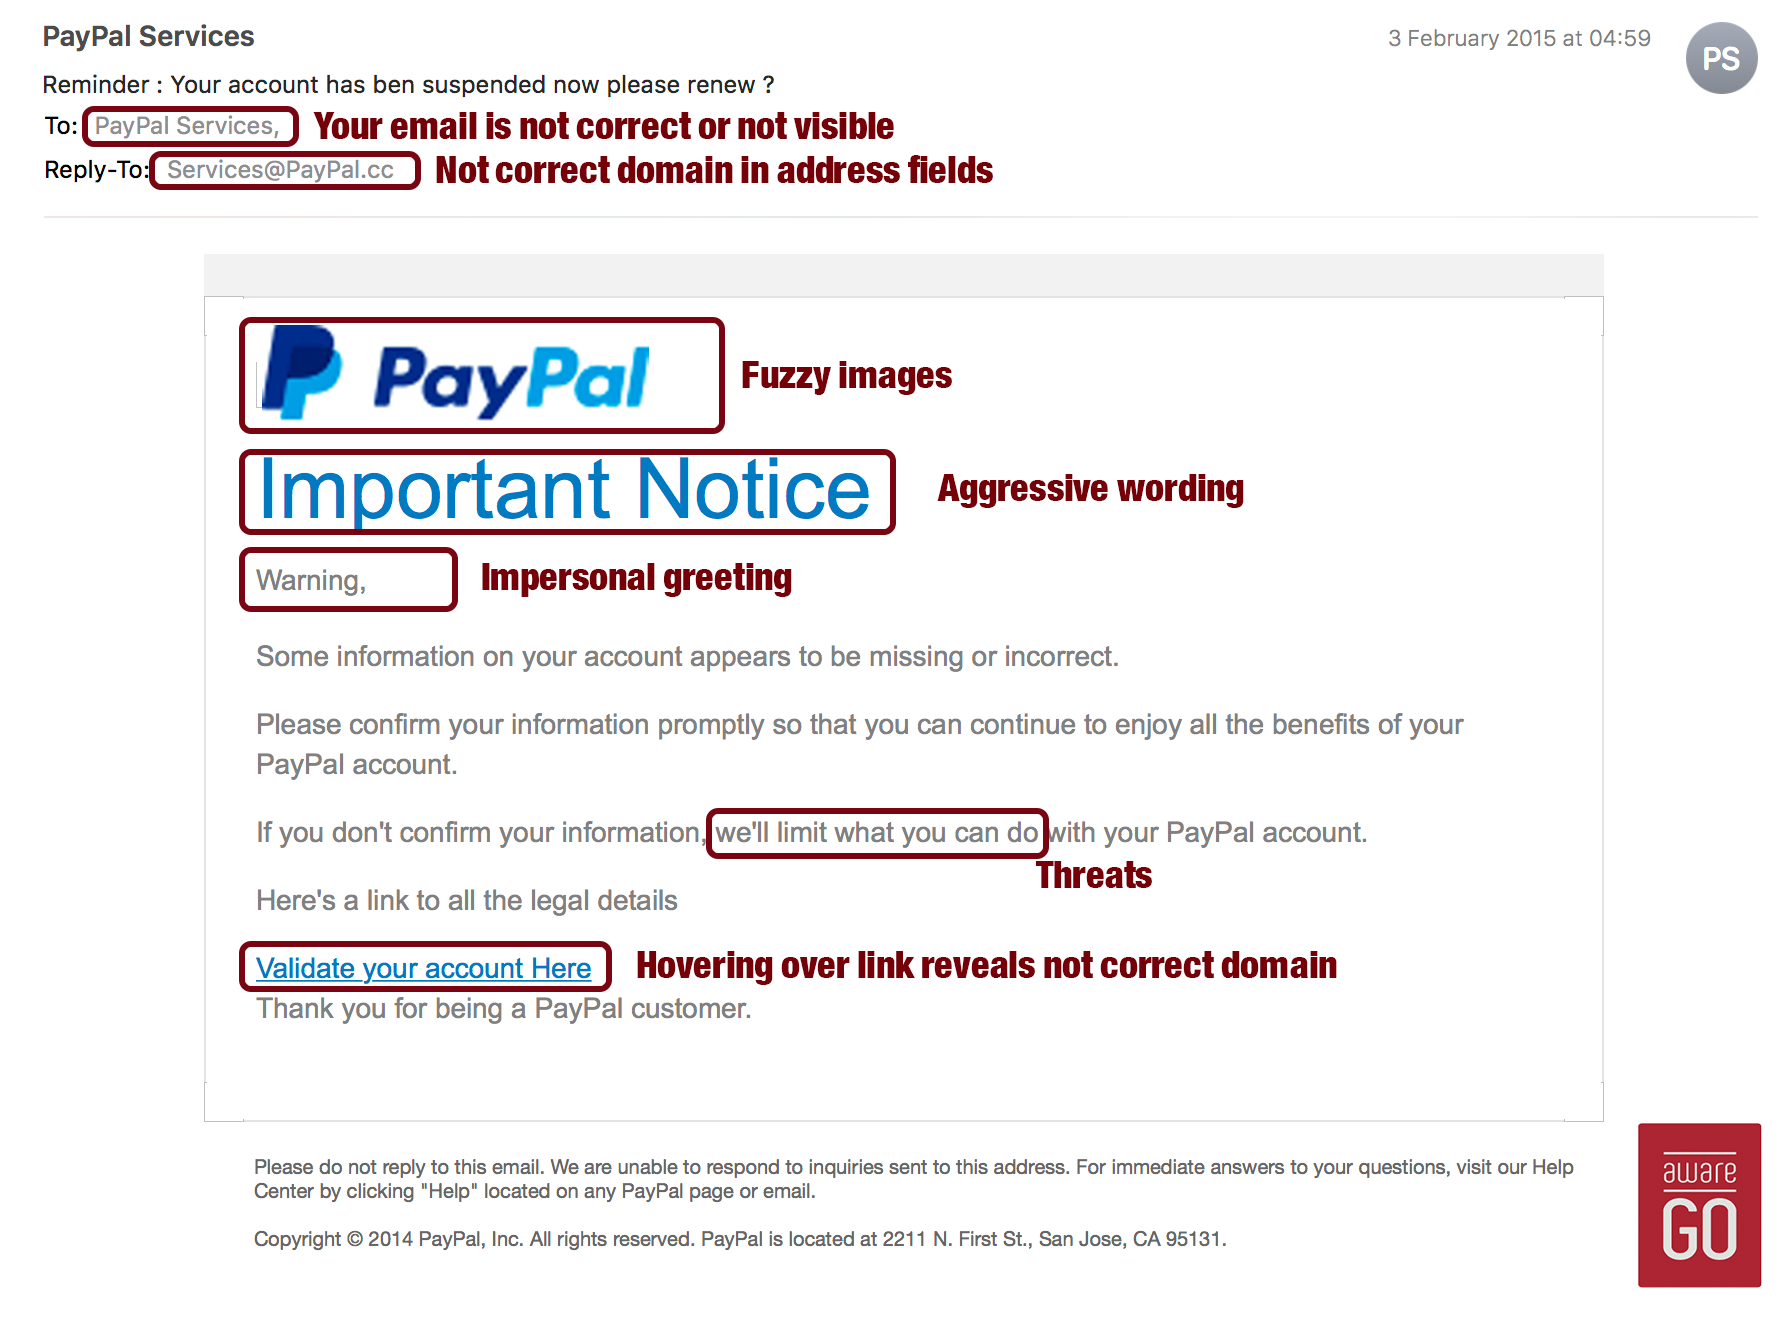 PayPal Services
3 February 2015 at 04:59
PS
Reminder : Your account has ben suspended now please renew ?
To: PayPal Services, Your email is not correct or not visible
Reply-To: Services@PayPal.cc Not correct domain in address fields
PayPal Fuzzy images
Important Notice Aggressive wording
Warning, Impersonal greeting
Some information on your account appears to be missing or incorrect.
Please confirm your information promptly so that you can continue to enjoy all the benefits of your
PayPal account.
If you don't confirm your information, we'll limit what you can do with your PayPal account.
Threats
Here's a link to all the legal details
Validate your account Here Hovering over link reveals not correct domain
Thank you for being a PayPal customer.
Please do not reply to this email. We are unable to respond to inquiries sent to this address. For immediate answers to your questions, visit our Help
Center by clicking "Help" located on any PayPal page or email.
Copyright © 2014 PayPal, Inc. All rights reserved. PayPal is located at 2211 N. First St., San Jose, CA 95131.
aware
GO